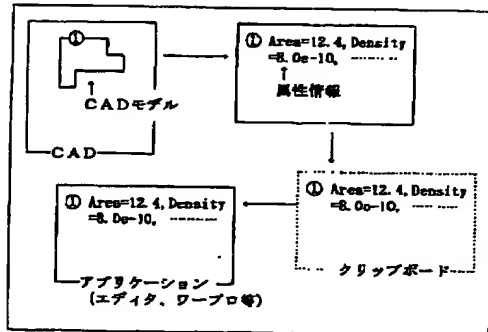 ①
CADモデル
CAD
① Area=12.4, Density
=8.0e-10, ........
属性情報
① Area=12.4, Density
=8.0e-10, ........
クリップボード
① Area=12.4, Density
=8.0e-10, ........
アプリケーション
(エディタ、ワープロ等)